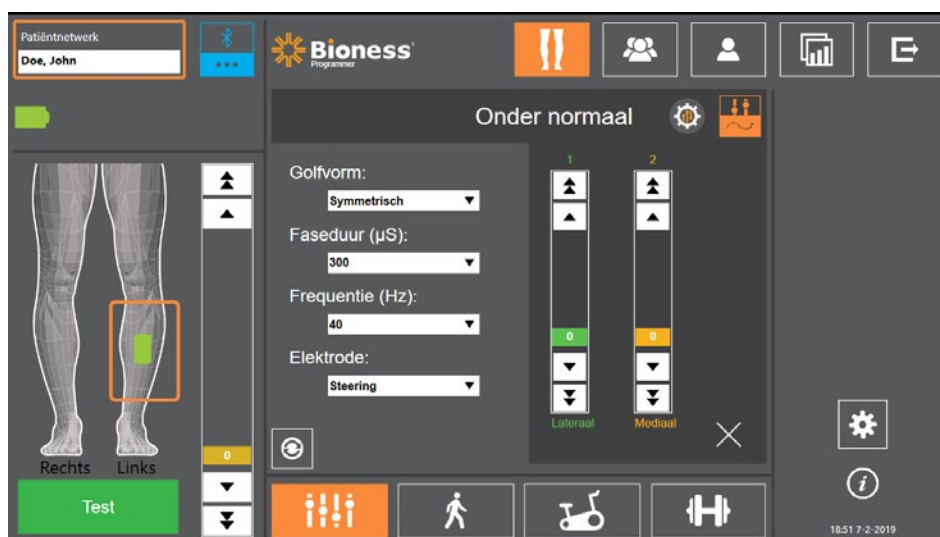 Patiëntnetwerk
Doe, John
Bioness
Programmer
Onder normaal
Golfvorm:
Symmetrisch
Faseduur (µS):
300
Frequentie (Hz):
40
Elektrode:
Steering
1
2
0
0
Lateraal
Mediaal
0
Rechts
Links
Test
i
18:51 7-2-2019